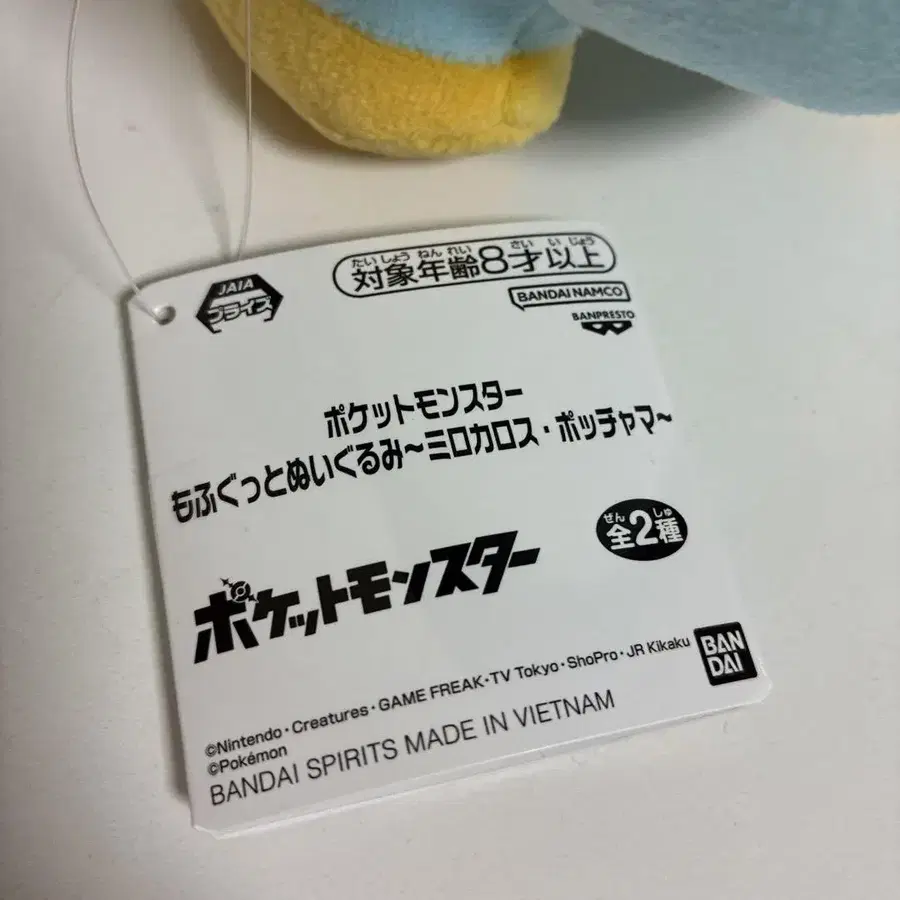 たいしょうねんれい さいいじょう
対象年齢8才以上
JAIA
プライズ
BANDAI NAMCO
BANPRESTO
ポケットモンスター
もふぐっとぬいぐるみ～ミロカロス・ポッチャマ～
ぜん しゅ
全2種
ポケットモンスター
©Nintendo・Creatures・GAME FREAK・TV Tokyo・ShoPro・JR Kikaku
©Pokémon
BANDAI SPIRITS MADE IN VIETNAM
BAN
DAI